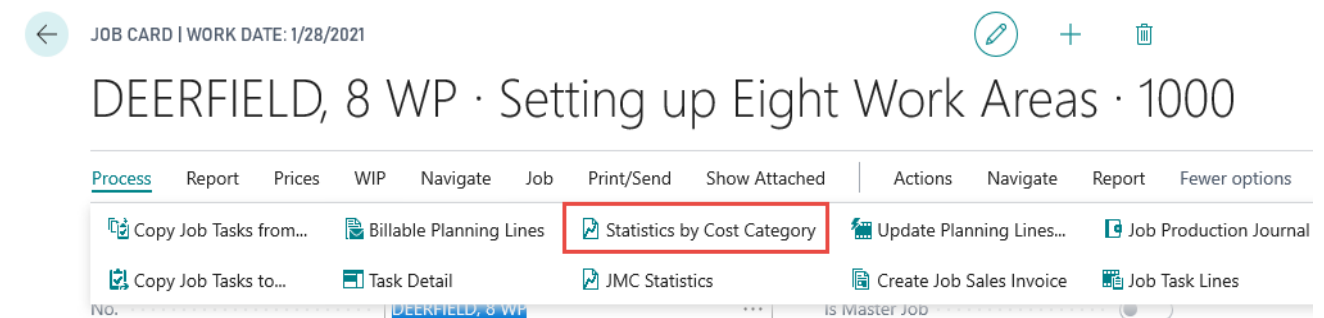 JOB CARD | WORK DATE: 1/28/2021
DEERFIELD, 8 WP · Setting up Eight Work Areas · 1000
Process Report Prices WIP Navigate Job Print/Send Show Attached Actions Navigate Report Fewer options
Copy Job Tasks from... Billable Planning Lines Statistics by Cost Category Update Planning Lines... Job Production Journal
Copy Job Tasks to... Task Detail JMC Statistics Create Job Sales Invoice Job Task Lines
No. DEERFIELD, 8 WP ... Is Master Job